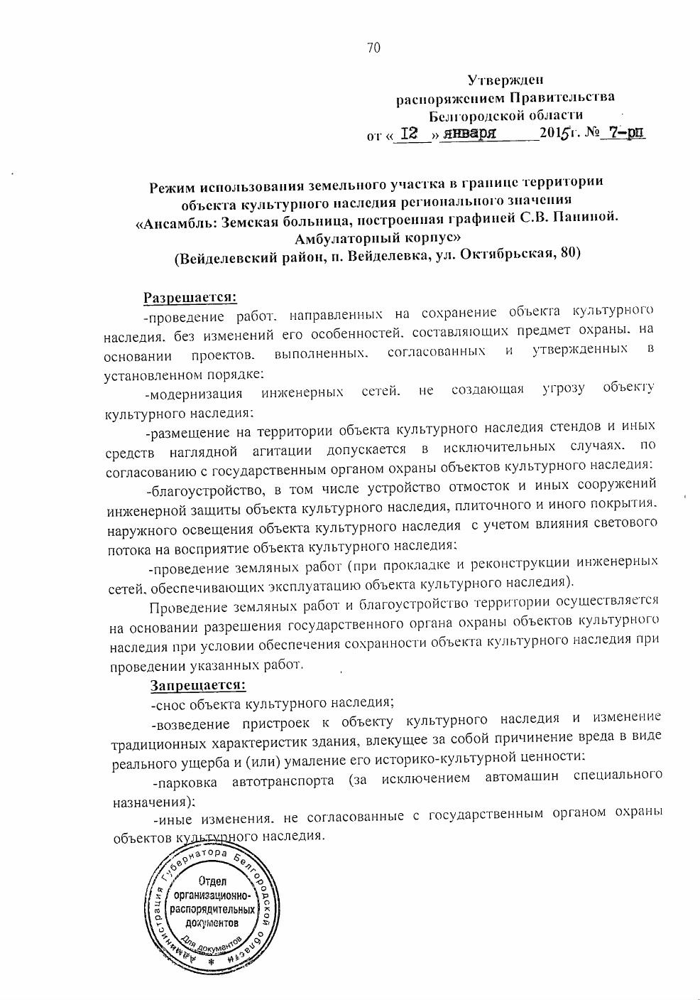 70
Утвержден
распоряжением Правительства
Белгородской области
от « 12 » января 2015г. № 7-рп
Режим использования земельного участка в границе территории
объекта культурного наследия регионального значения
«Ансамбль: Земская больница, построенная графиней С.В. Паниной.
Амбулаторный корпус»
(Вейделевский район, п. Вейделевка, ул. Октябрьская, 80)
Разрешается:
-проведение работ, направленных на сохранение объекта культурного
наследия, без изменений его особенностей, составляющих предмет охраны, на
основании проектов, выполненных, согласованных и утвержденных в
установленном порядке;
-модернизация инженерных сетей, не создающая угрозу объекту
культурного наследия;
-размещение на территории объекта культурного наследия стендов и иных
средств наглядной агитации допускается в исключительных случаях, по
согласованию с государственным органом охраны объектов культурного наследия;
-благоустройство, в том числе устройство отмосток и иных сооружений
инженерной защиты объекта культурного наследия, плиточного и иного покрытия,
наружного освещения объекта культурного наследия с учетом влияния светового
потока на восприятие объекта культурного наследия;
-проведение земляных работ (при прокладке и реконструкции инженерных
сетей, обеспечивающих эксплуатацию объекта культурного наследия).
Проведение земляных работ и благоустройство территории осуществляется
на основании разрешения государственного органа охраны объектов культурного
наследия при условии обеспечения сохранности объекта культурного наследия при
проведении указанных работ.
Запрещается:
-снос объекта культурного наследия;
-возведение пристроек к объекту культурного наследия и изменение
традиционных характеристик здания, влекущее за собой причинение вреда в виде
реального ущерба и (или) умаление его историко-культурной ценности;
-парковка автотранспорта (за исключением автомашин специального
назначения);
-иные изменения, не согласованные с государственным органом охраны
объектов культурного наследия.
Администрация Губернатора Белгородской области
Отдел
организационно-
распорядительных
документов
Для документов